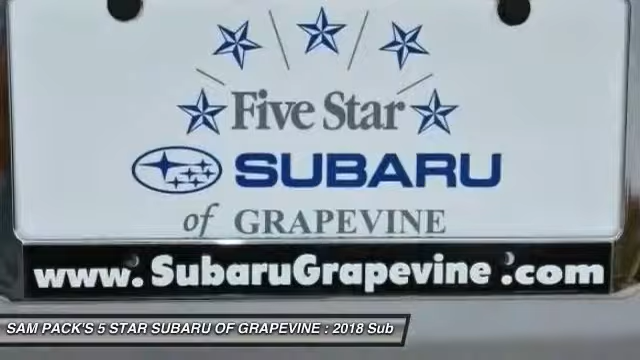 Five Star
SUBARU
of GRAPEVINE
www.SubaruGrapevine.com
SAM PACK'S 5 STAR SUBARU OF GRAPEVINE : 2018 Sub